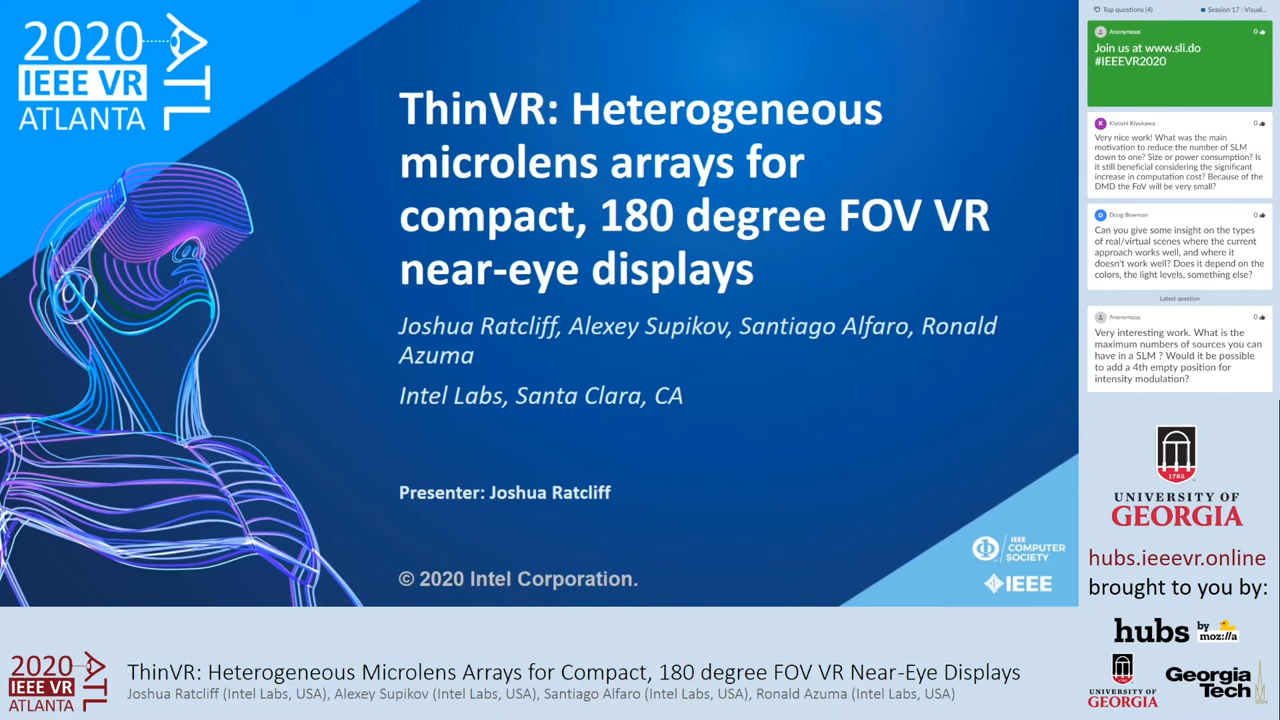 2020
IEEE VR
ATLANTA
ATL
ThinVR: Heterogeneous
microlens arrays for
compact, 180 degree FOV VR
near-eye displays
Joshua Ratcliff, Alexey Supikov, Santiago Alfaro, Ronald
Azuma
Intel Labs, Santa Clara, CA
Presenter: Joshua Ratcliff
© 2020 Intel Corporation.
IEEE
COMPUTER
SOCIETY
IEEE
Top questions (4)
Session 17 : Visual...
Anonymous
0
Join us at www.sli.do
#IEEEVR2020
K
Kiyoshi Kiyokawa
0
Very nice work! What was the main
motivation to reduce the number of SLM
down to one? Size or power consumption? Is
it still beneficial considering the significant
increase in computation cost? Because of the
DMD the FoV will be very small?
D
Doug Bowman
0
Can you give some insight on the types
of real/virtual scenes where the current
approach works well, and where it
doesn't work well? Does it depend on the
colors, the light levels, something else?
Latest question
Anonymous
0
Very interesting work. What is the
maximum numbers of sources you can
have in a SLM ? Would it be possible
to add a 4th empty position for
intensity modulation?
1785
UNIVERSITY OF
GEORGIA
hubs.ieeevr.online
brought to you by:
hubs by
moz://a
UNIVERSITY OF
GEORGIA
Georgia
Tech
2020
IEEE VR
ATLANTA
ATL
ThinVR: Heterogeneous Microlens Arrays for Compact, 180 degree FOV VR Near-Eye Displays
Joshua Ratcliff (Intel Labs, USA), Alexey Supikov (Intel Labs, USA), Santiago Alfaro (Intel Labs, USA), Ronald Azuma (Intel Labs, USA)